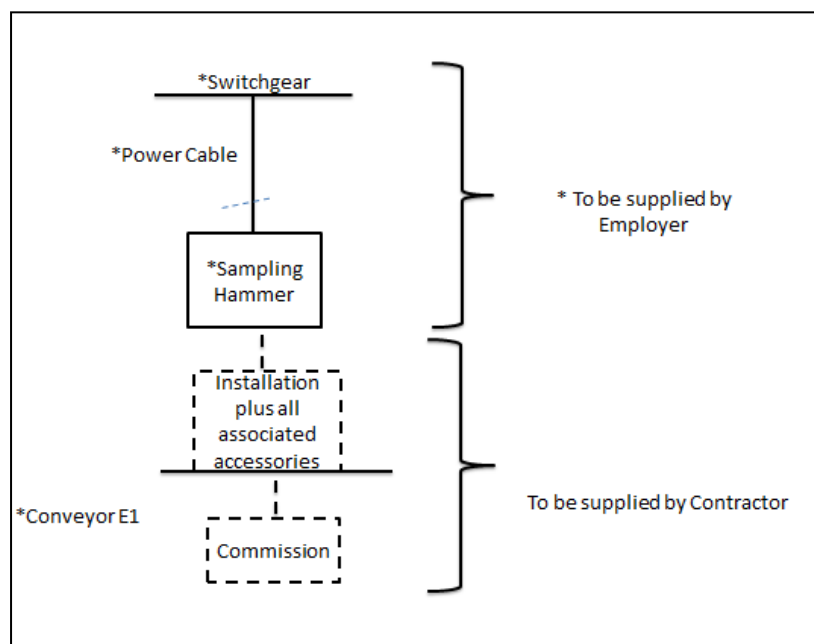 *Switchgear
*Power Cable
* To be supplied by
Employer
*Sampling
Hammer
Installation
plus all
associated
accessories
To be supplied by Contractor
*Conveyor E1
Commission